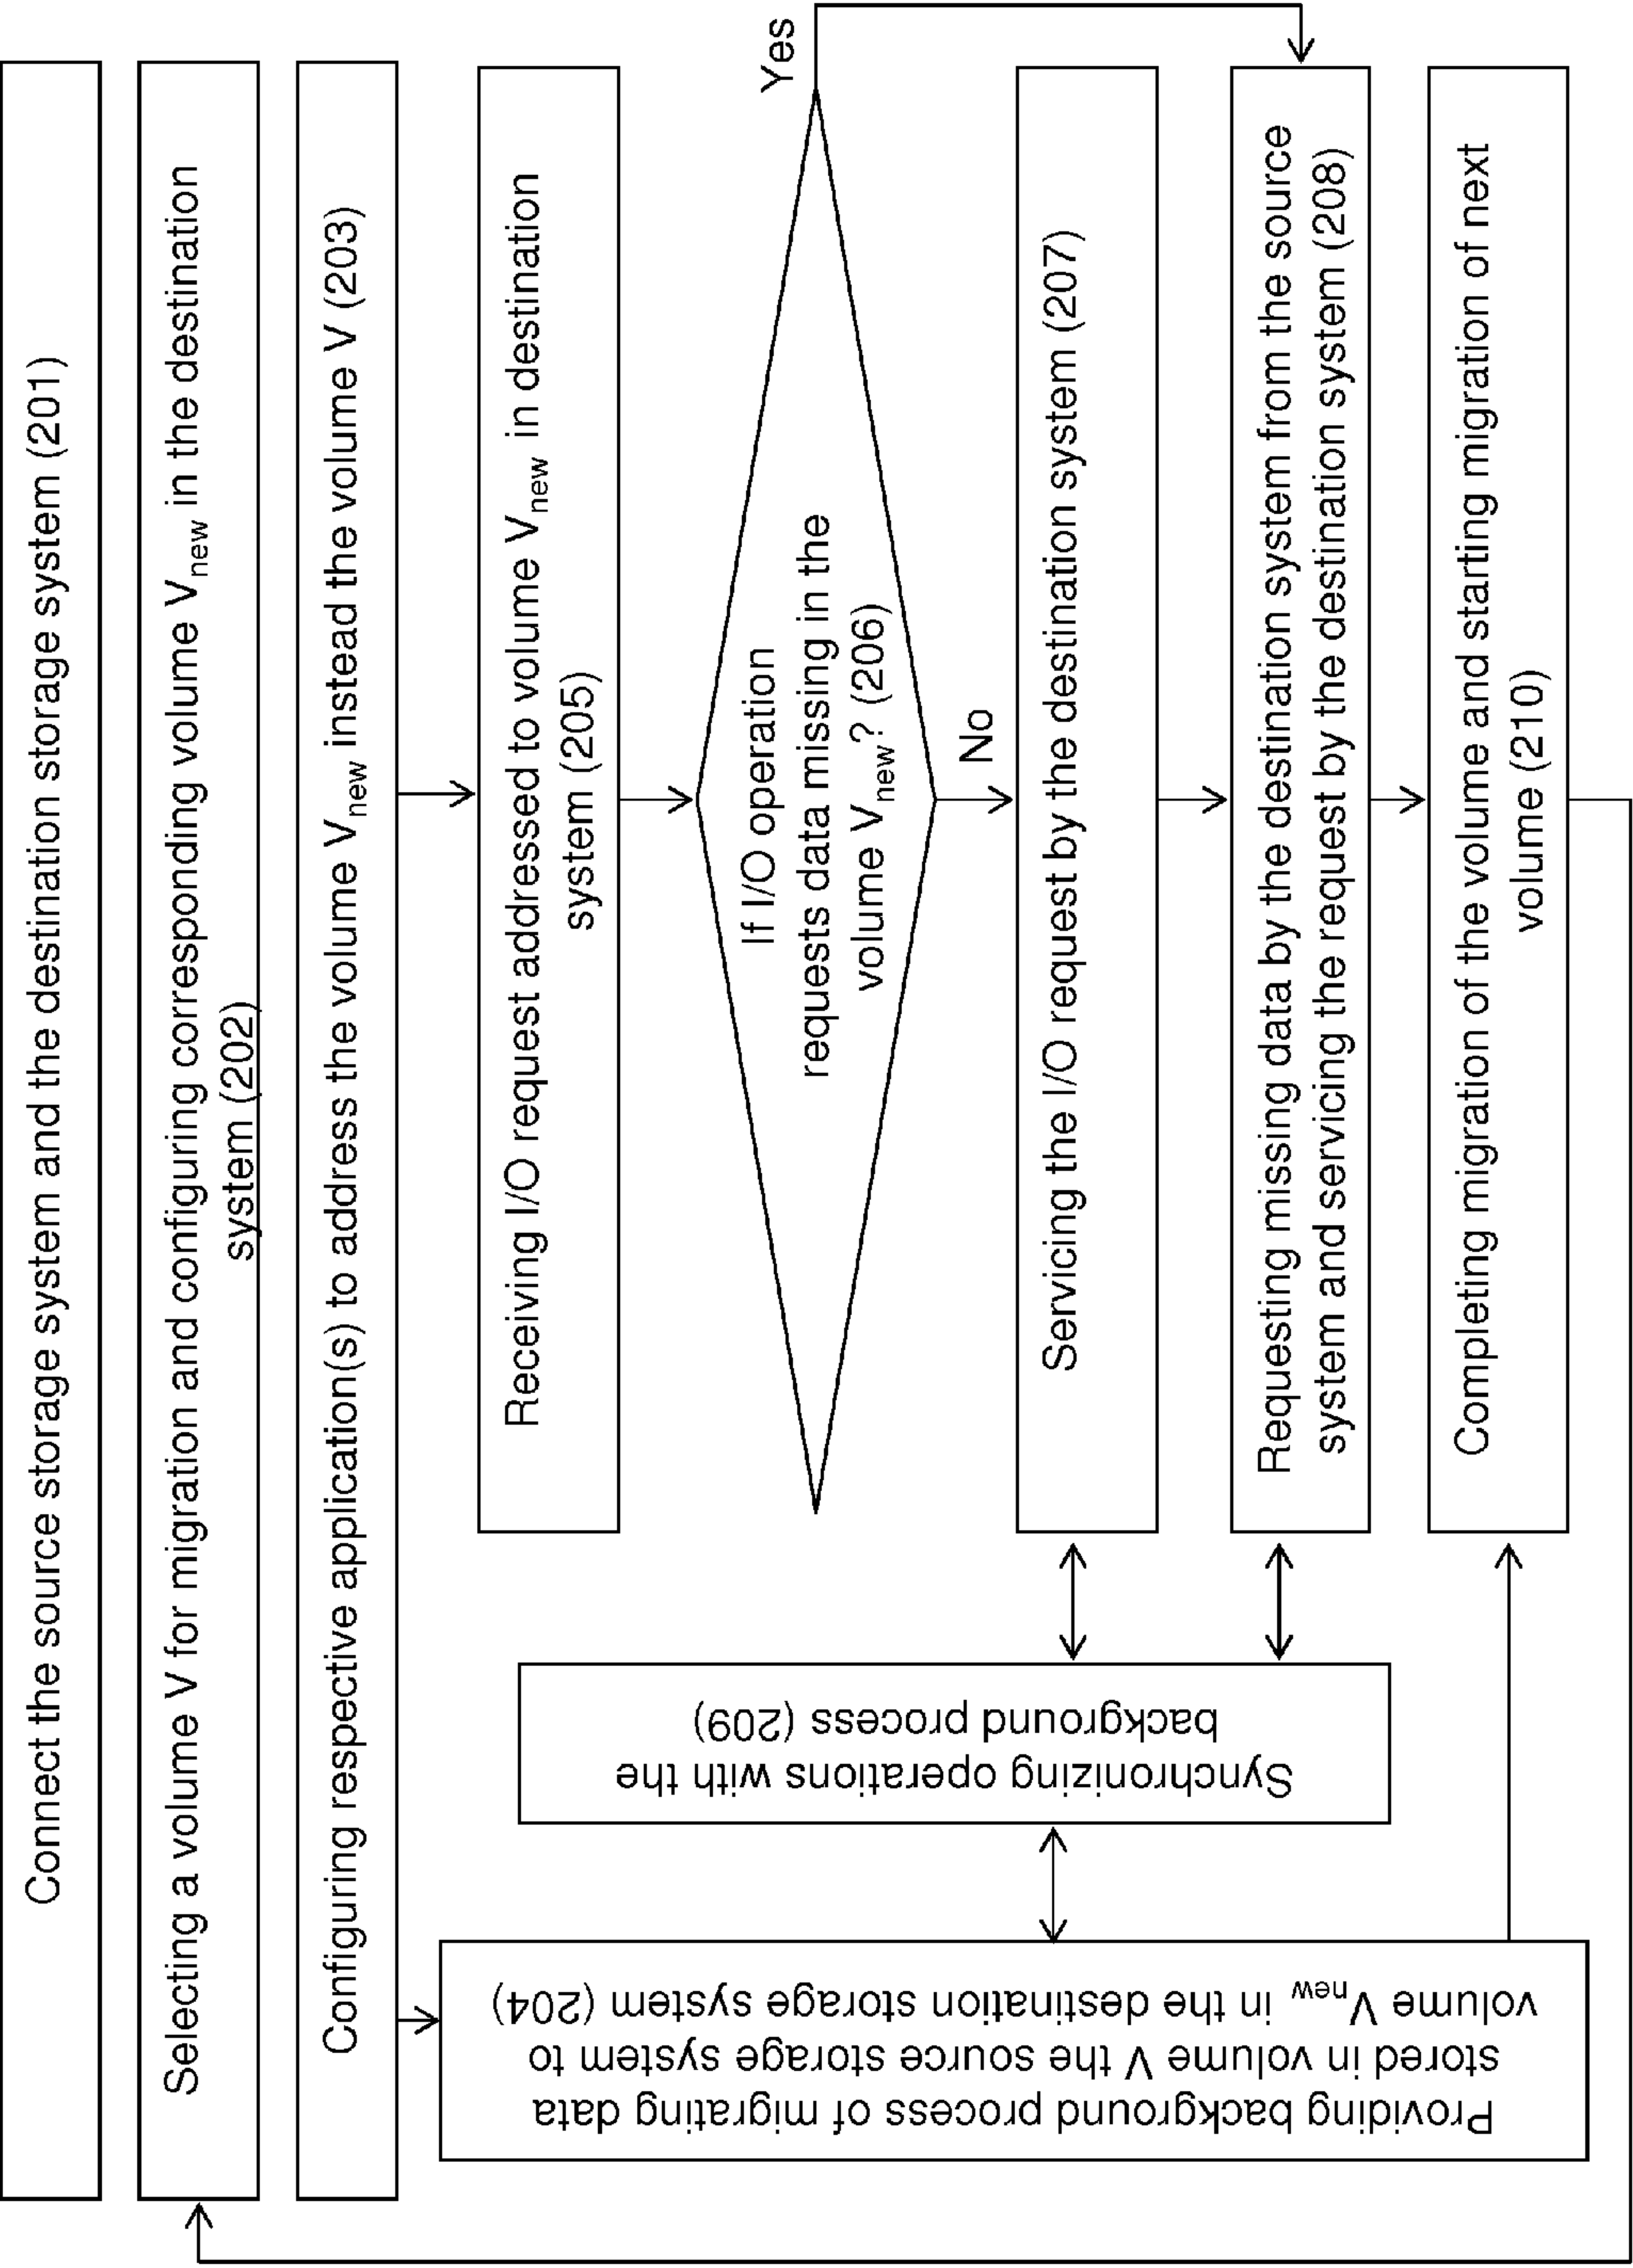 Connect the source storage system and the destination storage system (201)
Selecting a volume V for migration and configuring corresponding volume Vnew in the destination
system (202)
Configuring respective application(s) to address the volume Vnew instead the volume V (203)
Receiving I/O request addressed to volume Vnew in destination
system (205)
If I/O operation
requests data missing in the
volume Vnew? (206)
Yes
No
Servicing the I/O request by the destination system (207)
Requesting missing data by the destination system from the source
system and servicing the request by the destination system (208)
Completing migration of the volume and starting migration of next
volume (210)
Synchronizing operations with the
background process (209)
Providing background process of migrating data
stored in volume V the source storage system to
volume Vnew in the destination storage system (204)